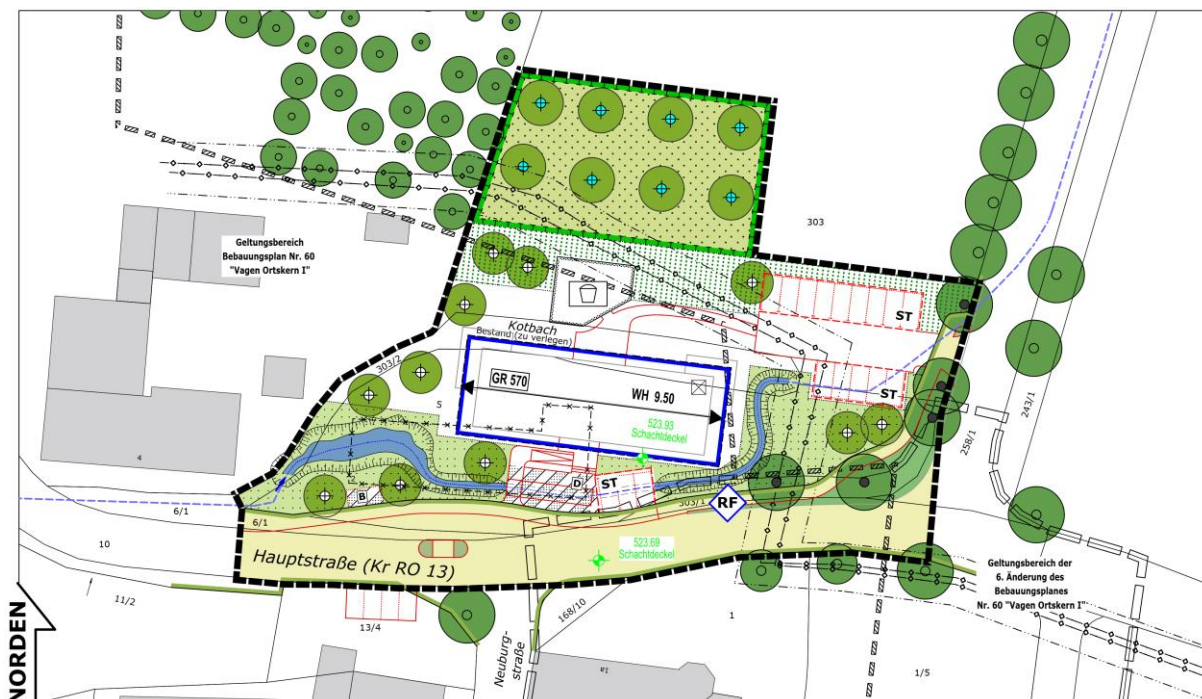 303
Geltungsbereich
Bebauungsplan Nr. 60
"Vagen Ortskern I"
ST
Kotbach
Bestand (zu verlegen)
303/2
GR 570
WH 9.50
ST
243/1
5
523.93
Schachtdeckel
258/1
4
D
ST
B
303/1
RF
6/1
6/1
10
523.69
Schachtdeckel
Hauptstraße (Kr RO 13)
Geltungsbereich der
6. Änderung des
Bebauungsplanes
Nr. 60 "Vagen Ortskern I"
11/2
13/4
168/10
1
NORDEN
Neuburg-
straße
1a
1/5